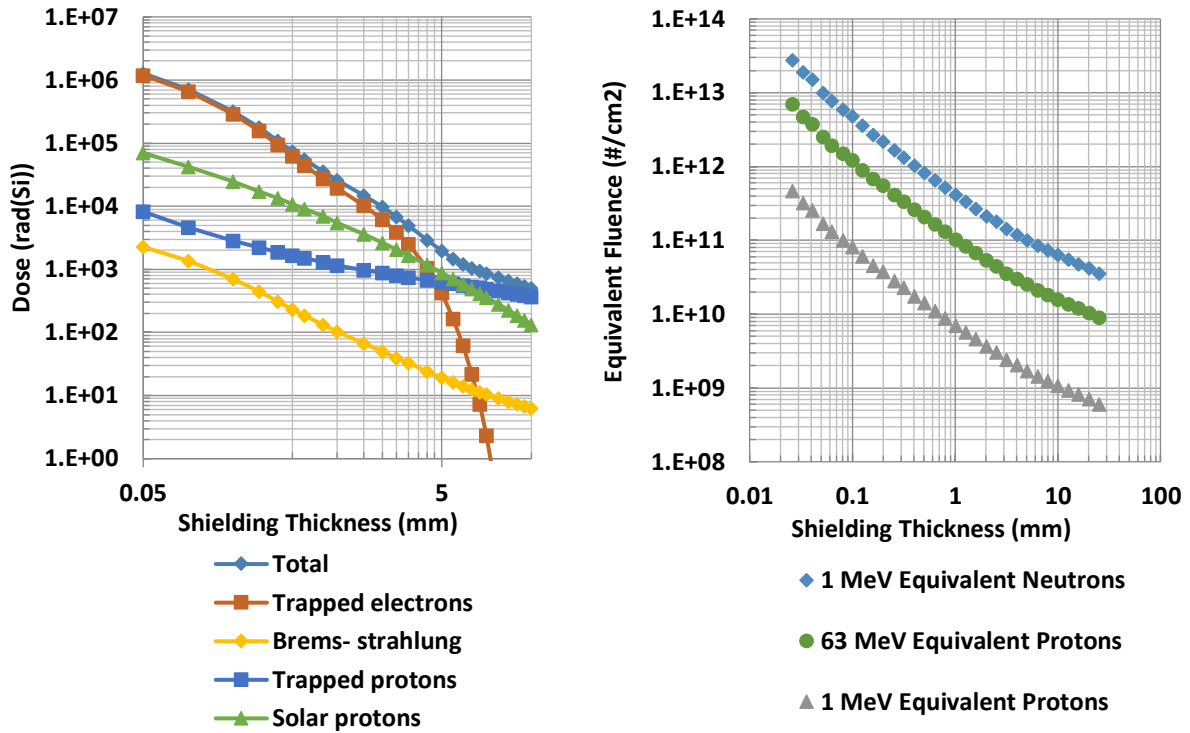 1.E+07
1.E+06
1.E+05
1.E+04
1.E+03
1.E+02
1.E+01
1.E+00
Dose (rad(Si))
0.05
5
Shielding Thickness (mm)
Total
Trapped electrons
Brems- strahlung
Trapped protons
Solar protons
1.E+14
1.E+13
1.E+12
1.E+11
1.E+10
1.E+09
1.E+08
Equivalent Fluence (#/cm2)
0.01
0.1
1
10
100
Shielding Thickness (mm)
1 MeV Equivalent Neutrons
63 MeV Equivalent Protons
1 MeV Equivalent Protons